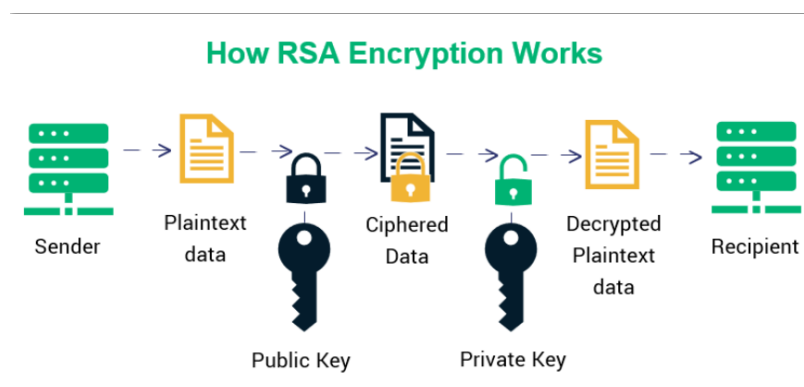 How RSA Encryption Works
Sender
Plaintext
data
Public Key
Ciphered
Data
Private Key
Decrypted
Plaintext
data
Recipient